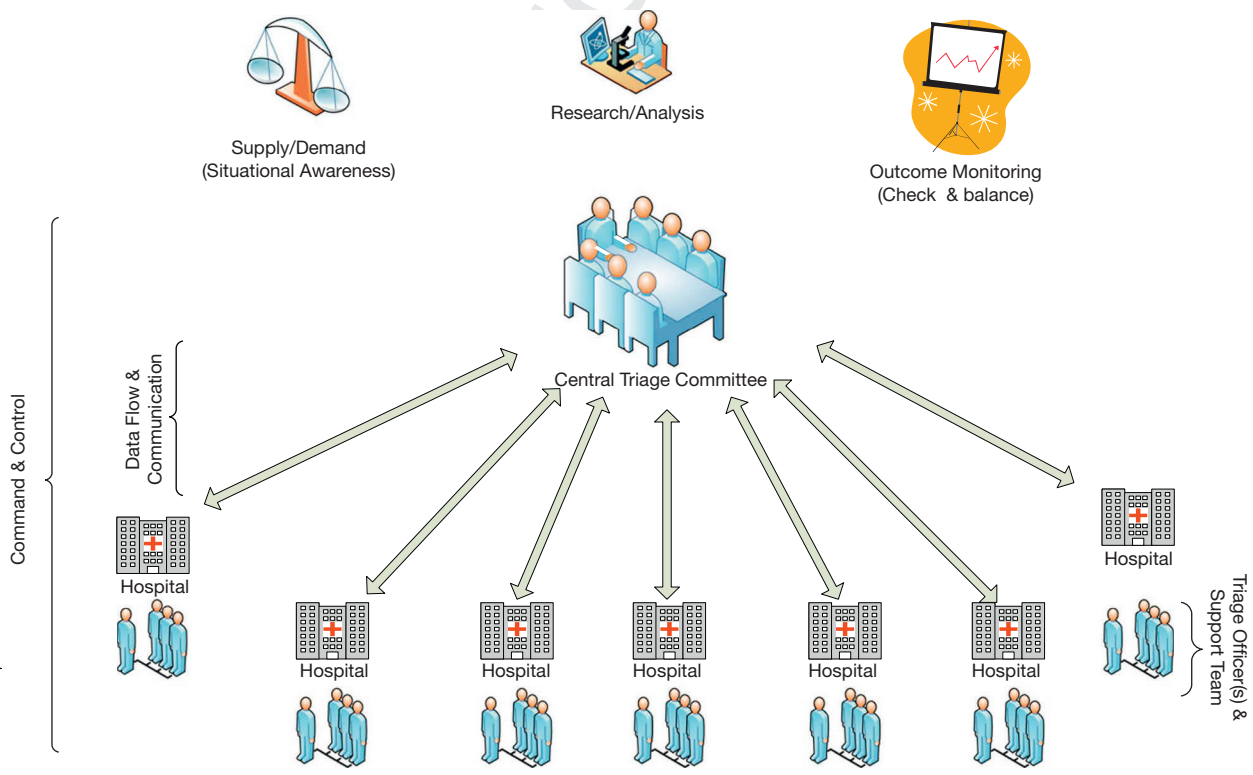 Supply/Demand
(Situational Awareness)
Research/Analysis
Outcome Monitoring
(Check & balance)
Central Triage Committee
Command & Control
Data Flow &
Communication
Hospital
Hospital
Hospital
Hospital
Hospital
Hospital
Hospital
Triage Officer(s) &
Support Team